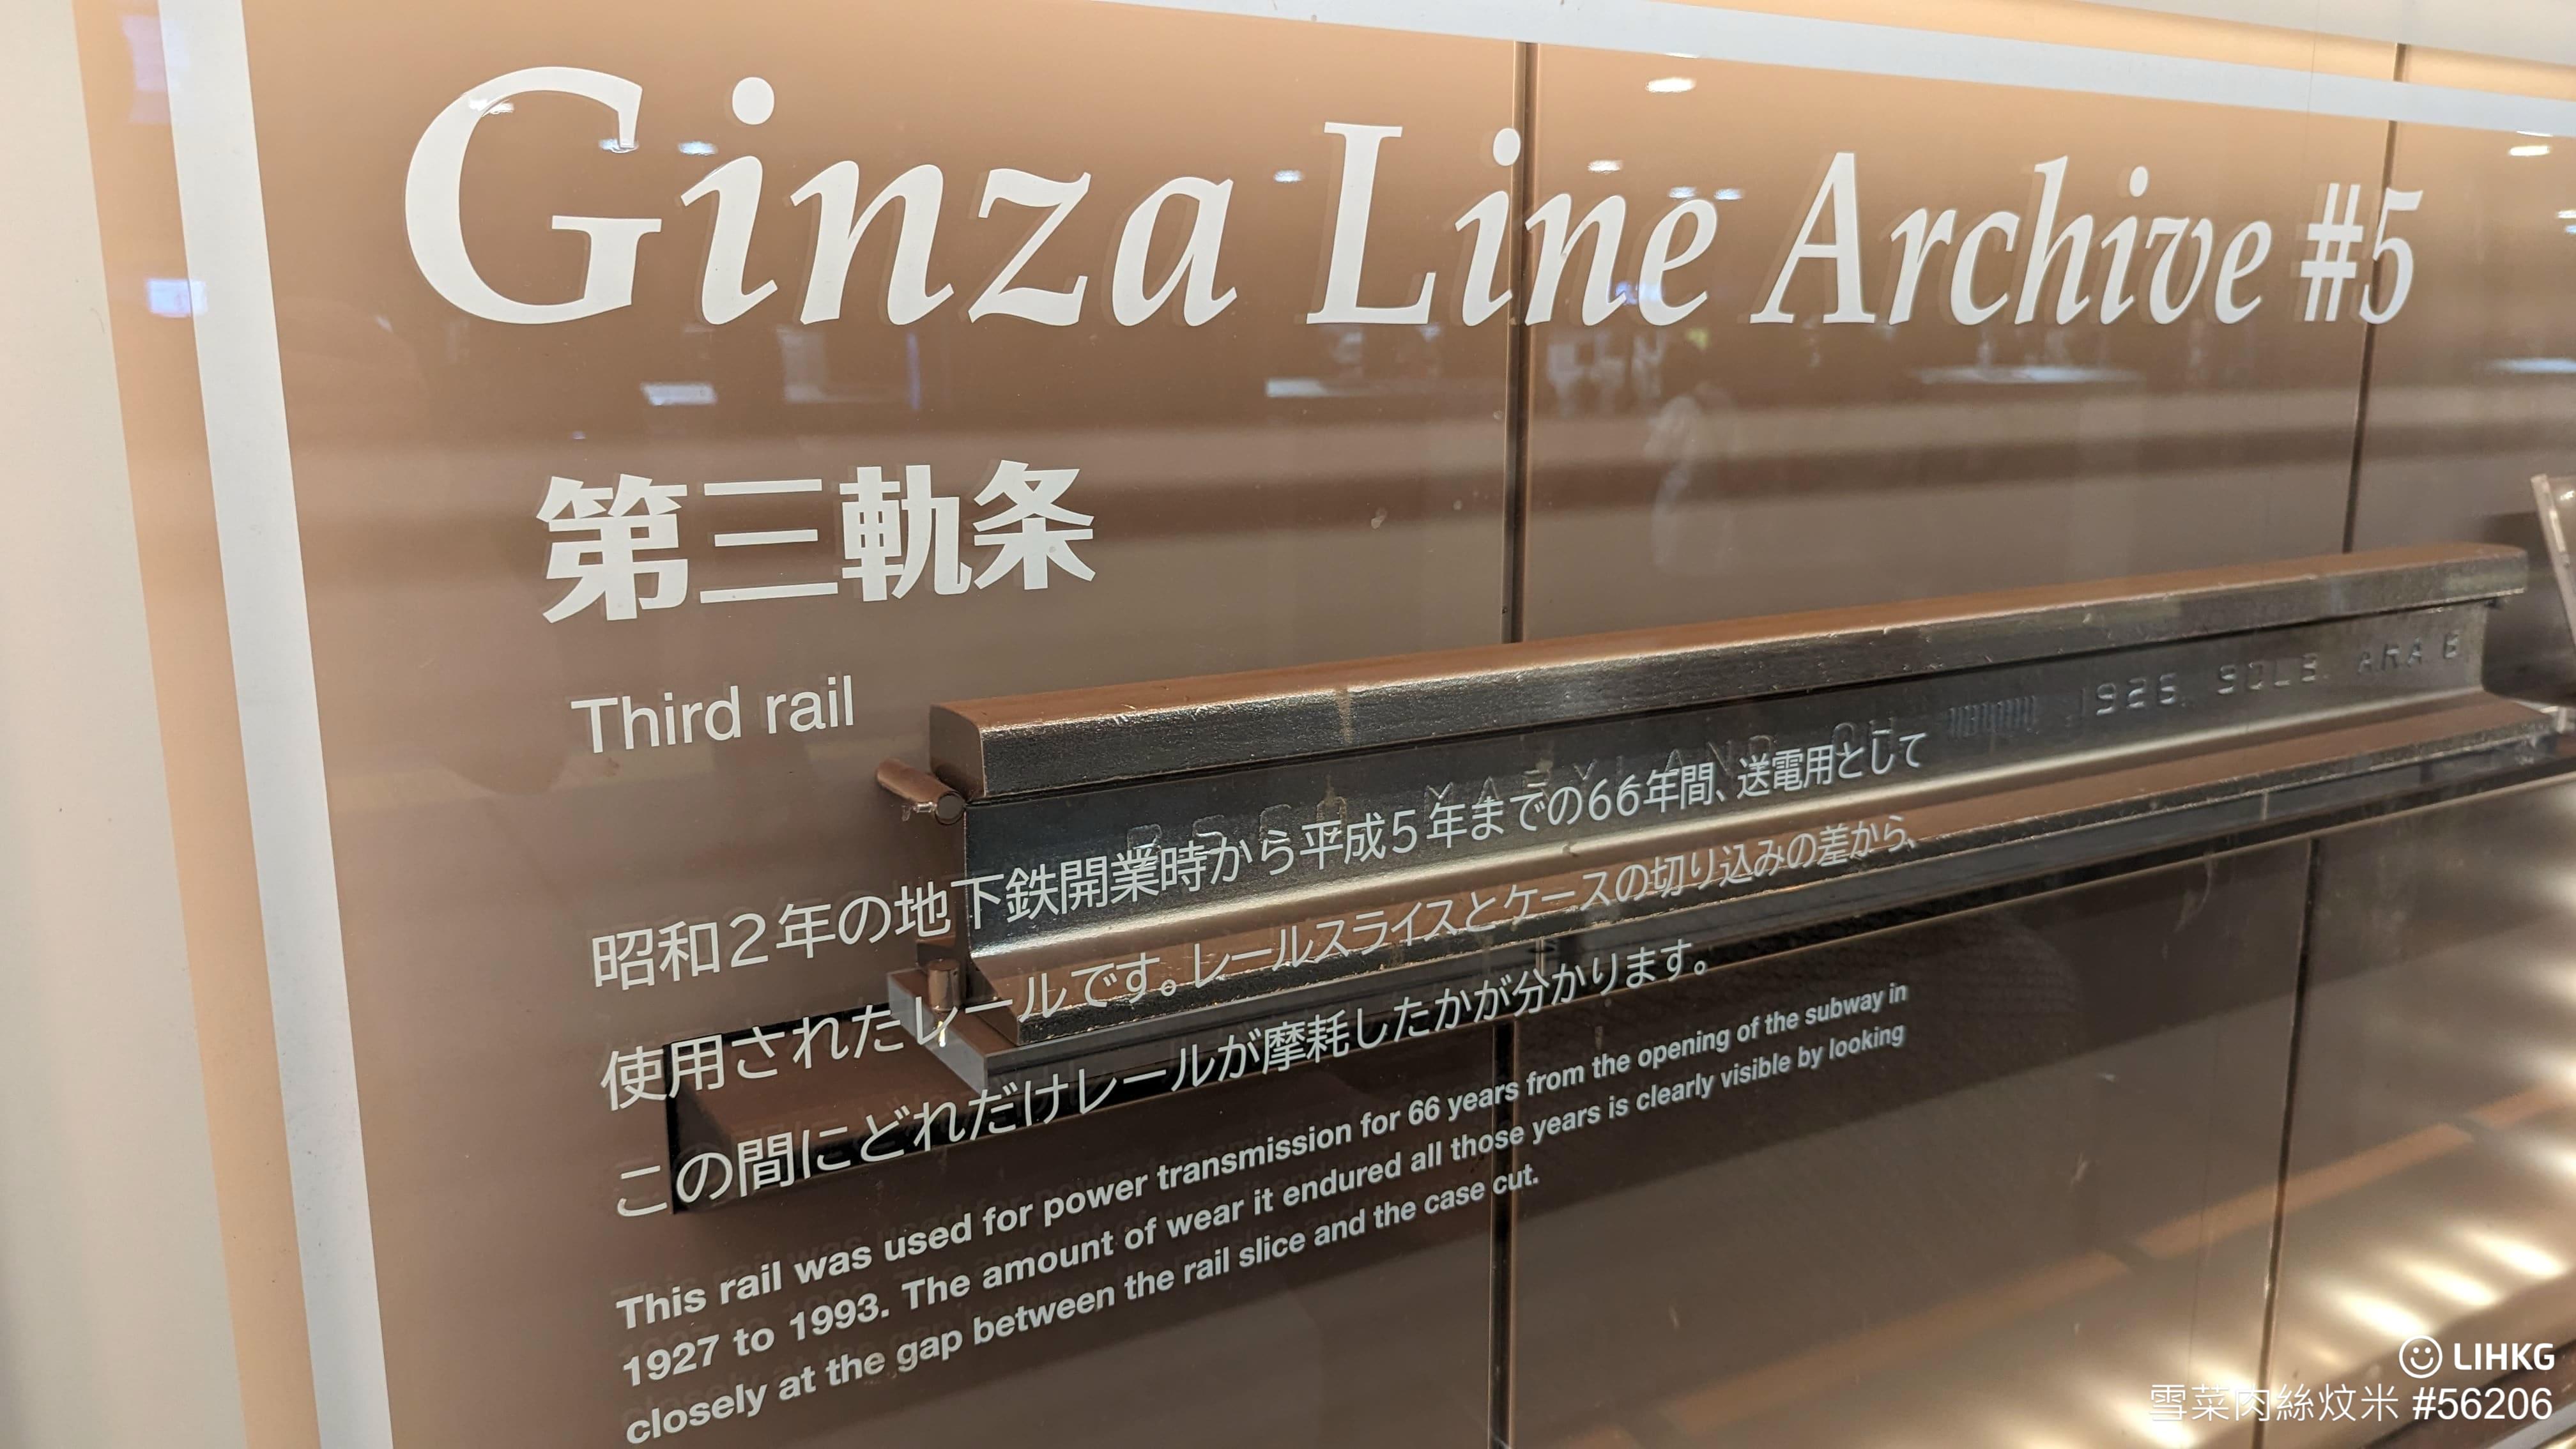 Ginza Line Archive #5
第三軌条
Third rail
1926. 90LB. ARA B
昭和2年の地下鉄開業時から平成5年までの66年間、送電用として
使用されたレールです。レールスライスとケースの切り込みの差から、
この間にどれだけレールが摩耗したかが分かります。
This rail was used for power transmission for 66 years from the opening of the subway in
1927 to 1993. The amount of wear it endured all those years is clearly visible by looking
closely at the gap between the rail slice and the case cut.
LIHKG
雪菜肉絲炆米 #56206